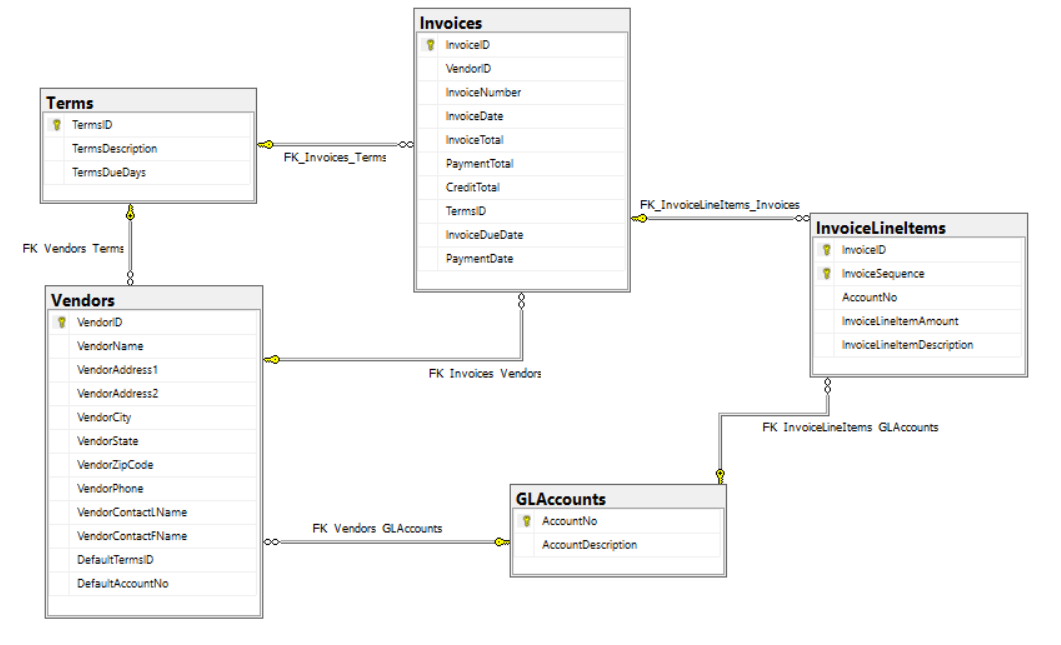 Invoices
InvoiceID
VendorID
InvoiceNumber
InvoiceDate
InvoiceTotal
PaymentTotal
CreditTotal
TermsID
InvoiceDueDate
PaymentDate
Terms
TermsID
TermsDescription
TermsDueDays
FK_Invoices_Terms
FK_InvoiceLineItems_Invoices
InvoiceLineItems
InvoiceID
InvoiceSequence
AccountNo
InvoiceLineItemAmount
InvoiceLineItemDescription
FK Vendors Terms
Vendors
VendorID
VendorName
VendorAddress1
VendorAddress2
VendorCity
VendorState
VendorZipCode
VendorPhone
VendorContactLName
VendorContactFName
DefaultTermsID
DefaultAccountNo
FK Invoices Vendors
FK InvoiceLineItems GLAccounts
GLAccounts
AccountNo
AccountDescription
FK Vendors GLAccounts